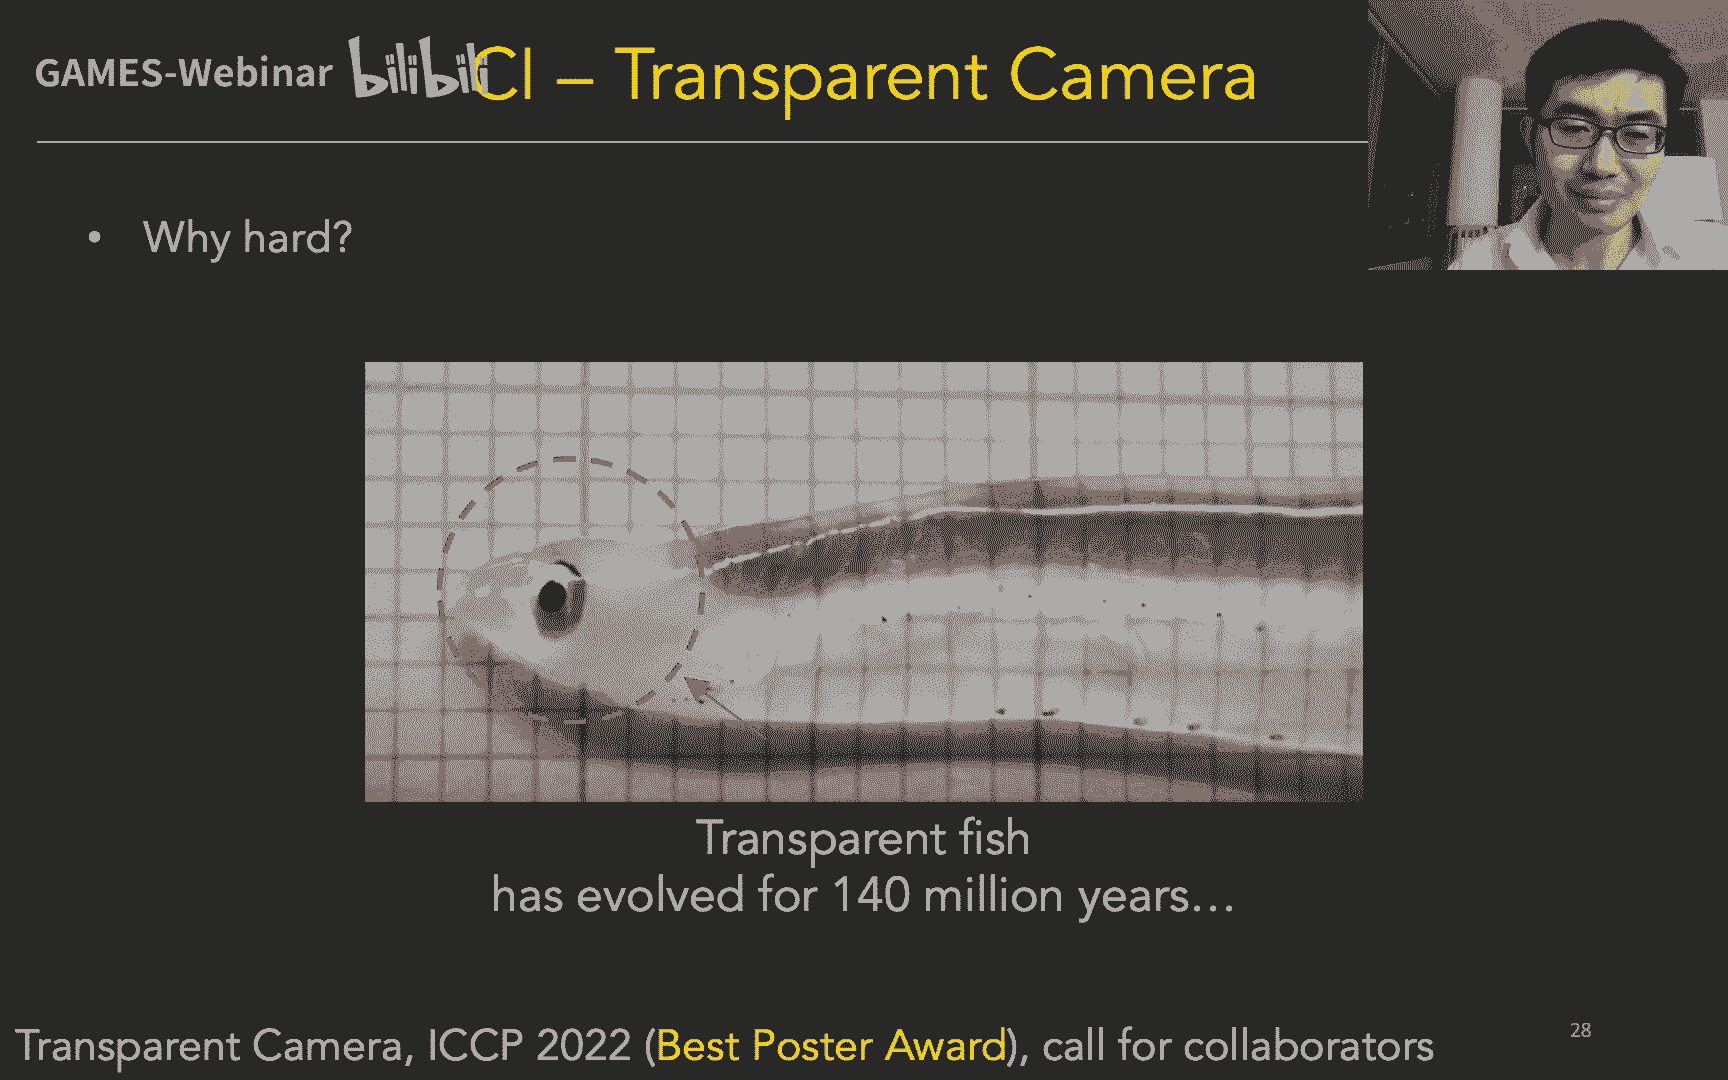 GAMES-Webinar bilibili CI – Transparent Camera
• Why hard?
Transparent fish
has evolved for 140 million years…
Transparent Camera, ICCP 2022 (Best Poster Award), call for collaborators
28